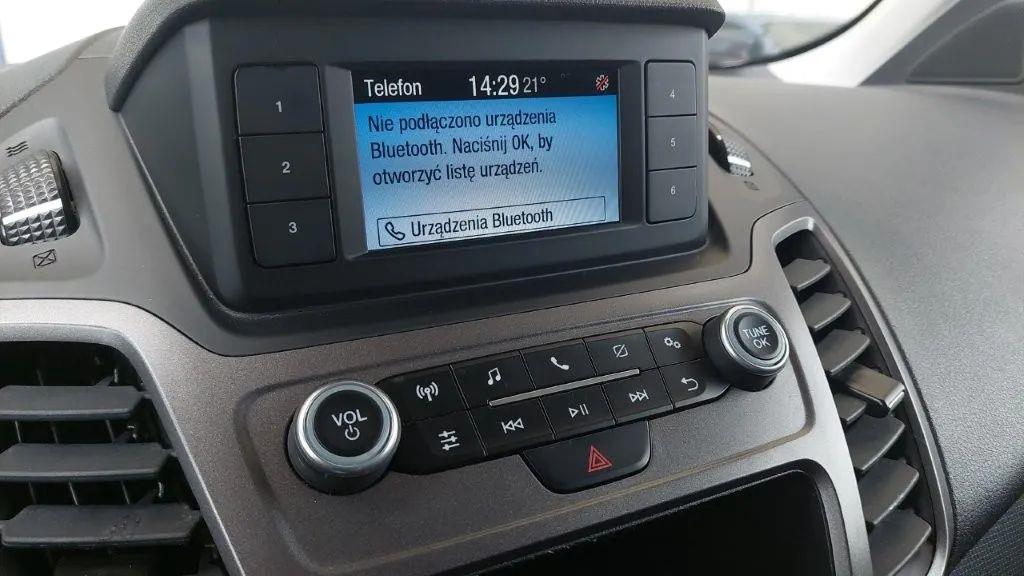 Telefon 14:29 21°
Nie podłączono urządzenia
Bluetooth. Naciśnij OK, by
otworzyć listę urządzeń.
Urządzenia Bluetooth
1
2
3
4
5
6
VOL
TUNE
OK